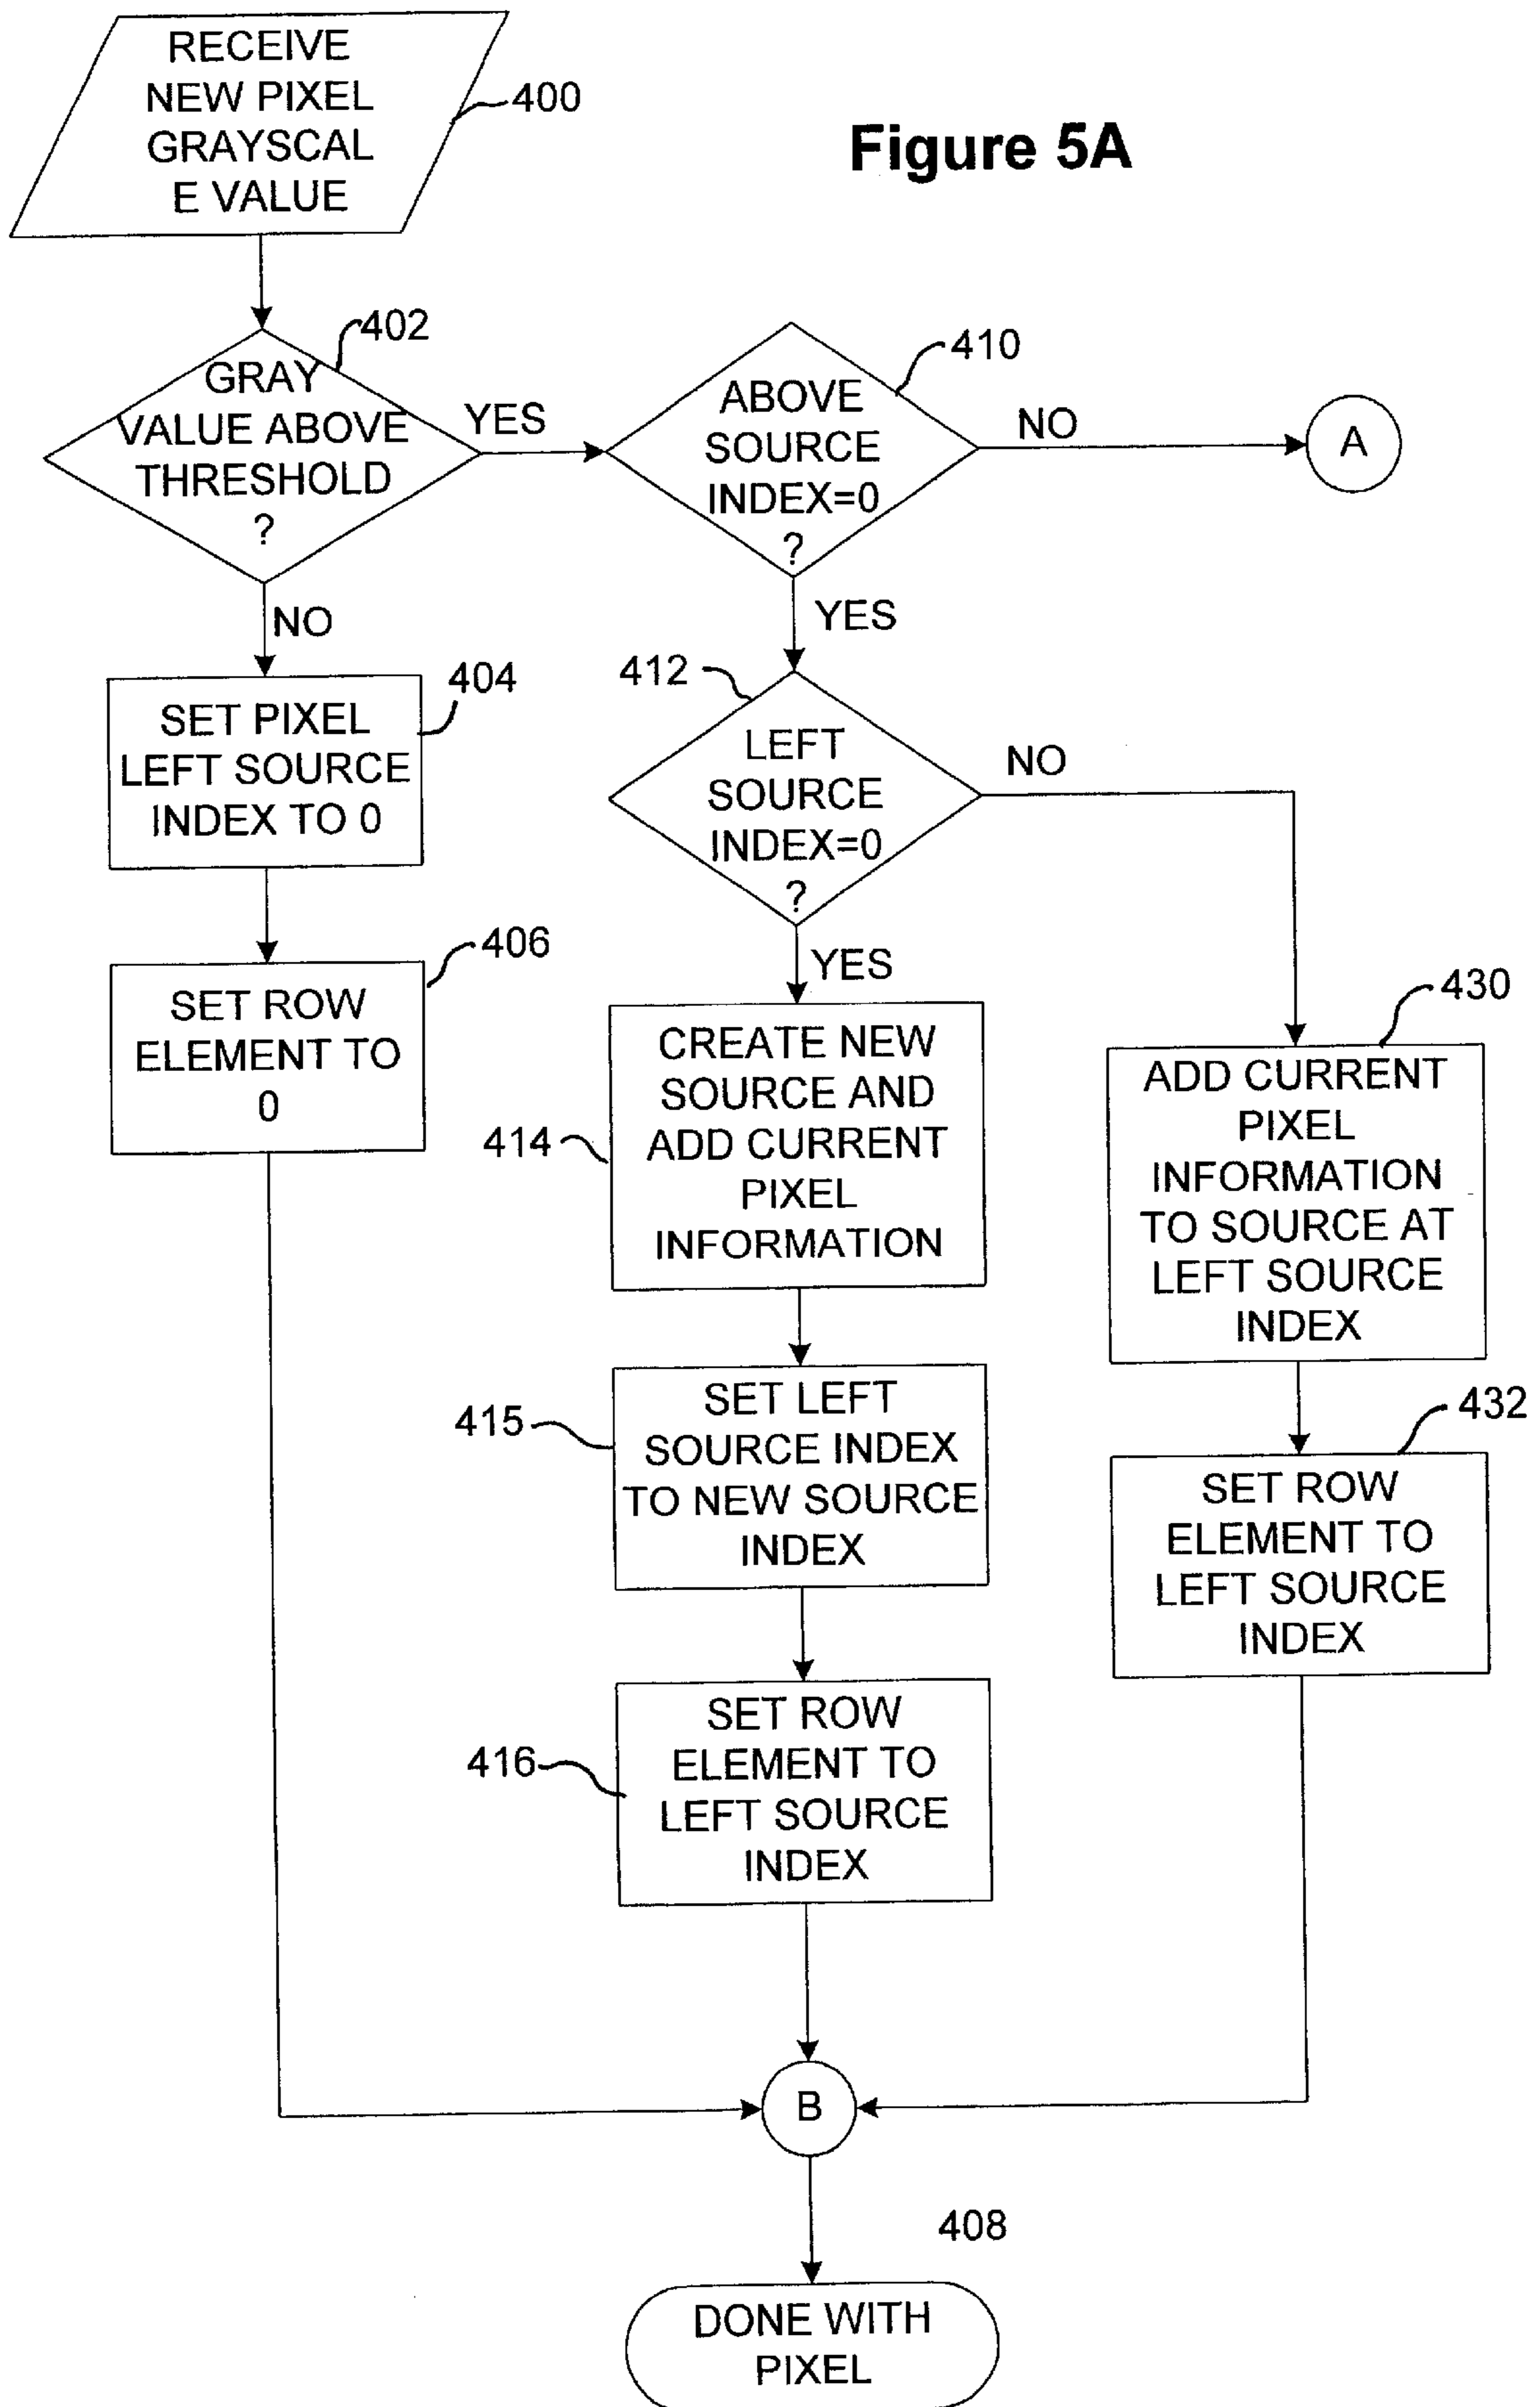 RECEIVE
NEW PIXEL
GRAYSCAL
E VALUE
400
Figure 5A
402
GRAY
VALUE ABOVE
THRESHOLD
?
YES
NO
410
ABOVE
SOURCE
INDEX=0
?
NO
A
YES
404
SET PIXEL
LEFT SOURCE
INDEX TO 0
412
LEFT
SOURCE
INDEX=0
?
NO
YES
406
SET ROW
ELEMENT TO
0
414
CREATE NEW
SOURCE AND
ADD CURRENT
PIXEL
INFORMATION
430
ADD CURRENT
PIXEL
INFORMATION
TO SOURCE AT
LEFT SOURCE
INDEX
415
SET LEFT
SOURCE INDEX
TO NEW SOURCE
INDEX
432
SET ROW
ELEMENT TO
LEFT SOURCE
INDEX
416
SET ROW
ELEMENT TO
LEFT SOURCE
INDEX
B
408
DONE WITH
PIXEL